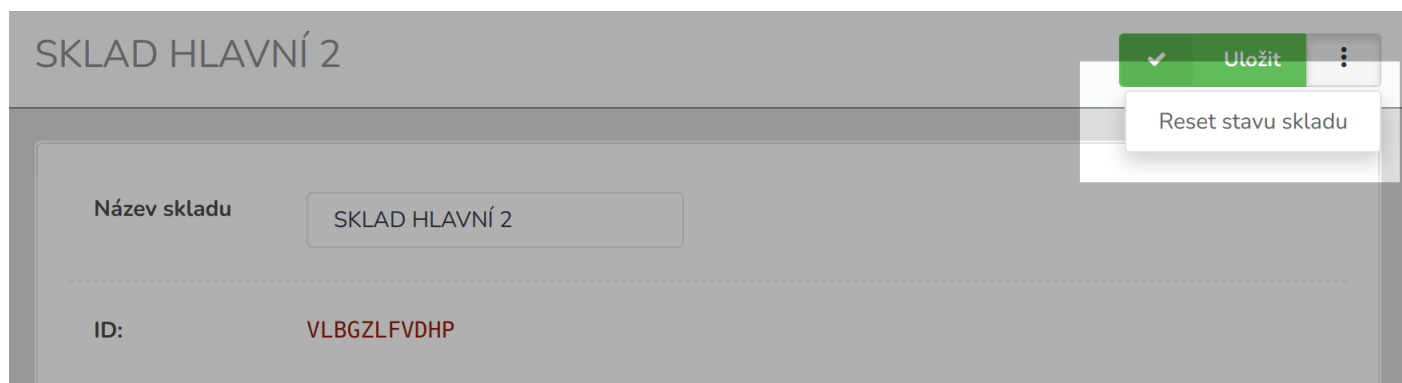 SKLAD HLAVNÍ 2
Uložit
Reset stavu skladu
Název skladu
SKLAD HLAVNÍ 2
ID:
VLBGZLFVDHP